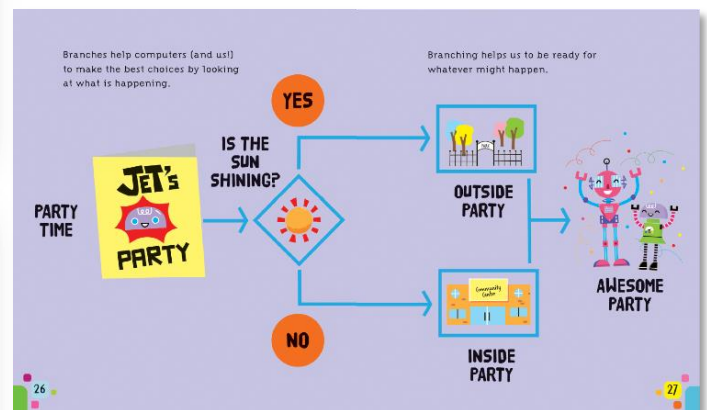 Branches help computers (and us!)
to make the best choices by looking
at what is happening.
Branching helps us to be ready for
whatever might happen.
YES
IS THE
SUN
SHINING?
JET'S
PARTY
PARTY
TIME
OUTSIDE
PARTY
Community
Center
NO
INSIDE
PARTY
AWESOME
PARTY
26
27